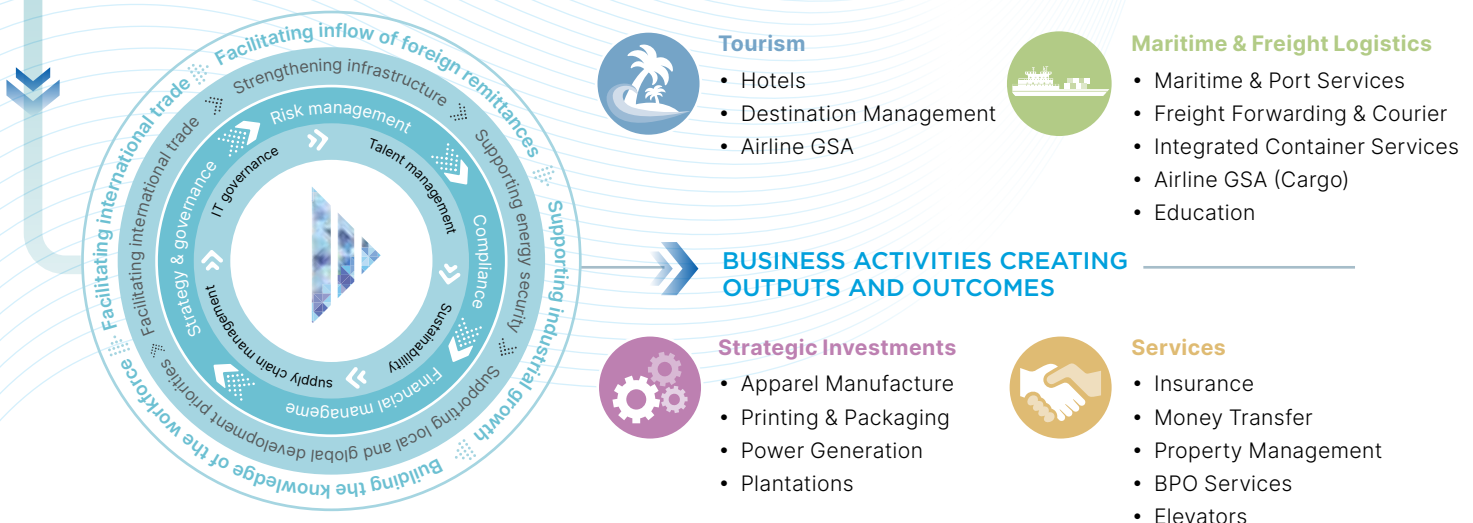 Facilitating international trade
Facilitating inflow of foreign remittances
Supporting industrial growth
Building the knowledge of the workforce
Facilitating international trade
Strengthening infrastructure
Supporting energy security
Supporting local and global development priorities
Strategy & governance
Risk management
Compliance
Financial manageme
IT governance
Talent management
Sustainability
supply chain management
Tourism
• Hotels
• Destination Management
• Airline GSA
Maritime & Freight Logistics
• Maritime & Port Services
• Freight Forwarding & Courier
• Integrated Container Services
• Airline GSA (Cargo)
• Education
BUSINESS ACTIVITIES CREATING
OUTPUTS AND OUTCOMES
Strategic Investments
• Apparel Manufacture
• Printing & Packaging
• Power Generation
• Plantations
Services
• Insurance
• Money Transfer
• Property Management
• BPO Services
• Elevators